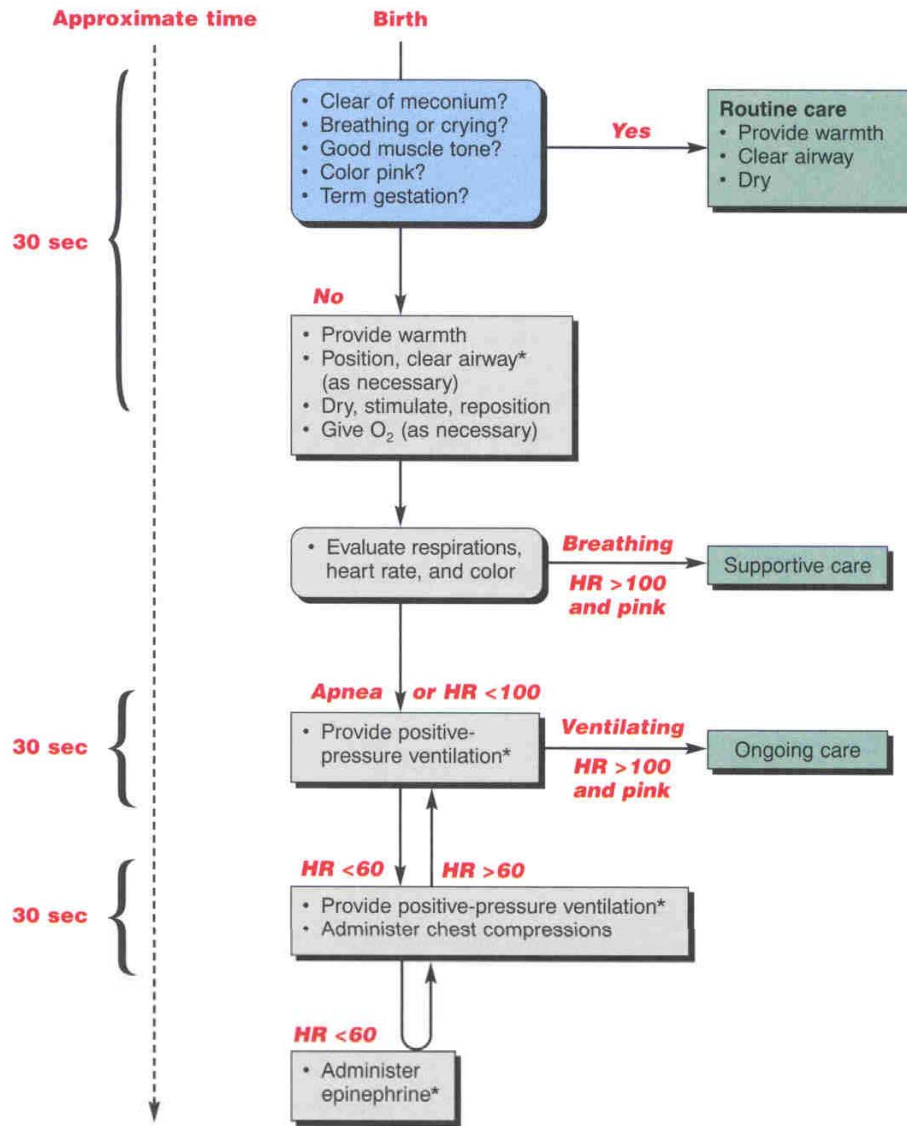 Approximate time
Birth
• Clear of meconium?
• Breathing or crying?
• Good muscle tone?
• Color pink?
• Term gestation?
Yes
Routine care
• Provide warmth
• Clear airway
• Dry
30 sec
No
• Provide warmth
• Position, clear airway*
(as necessary)
• Dry, stimulate, reposition
• Give O₂ (as necessary)
• Evaluate respirations,
heart rate, and color
Breathing
HR >100
and pink
Supportive care
Apnea or HR <100
30 sec
• Provide positive-
pressure ventilation*
Ventilating
HR >100
and pink
Ongoing care
HR <60
HR >60
30 sec
• Provide positive-pressure ventilation*
• Administer chest compressions
HR <60
• Administer
epinephrine*